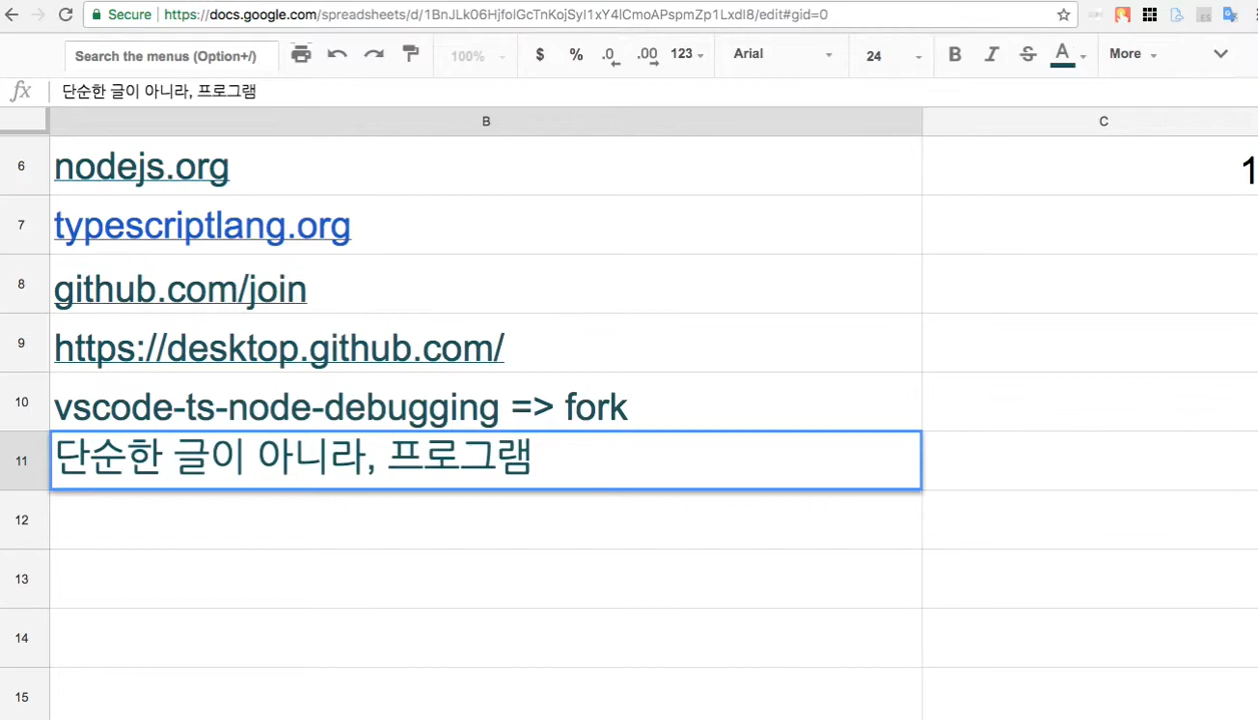 Secure https://docs.google.com/spreadsheets/d/1BnJLk06HjfolGcTnKojSyI1xY4lCmoAPspmZp1LxdI8/edit#gid=0
Search the menus (Option+/) 100% $ % .0 .00 123 Arial 24 B I S A More
fx 단순한 글이 아니라, 프로그램
B C
6 nodejs.org 1
7 typescriptlang.org
8 github.com/join
9 https://desktop.github.com/
10 vscode-ts-node-debugging => fork
11 단순한 글이 아니라, 프로그램
12
13
14
15